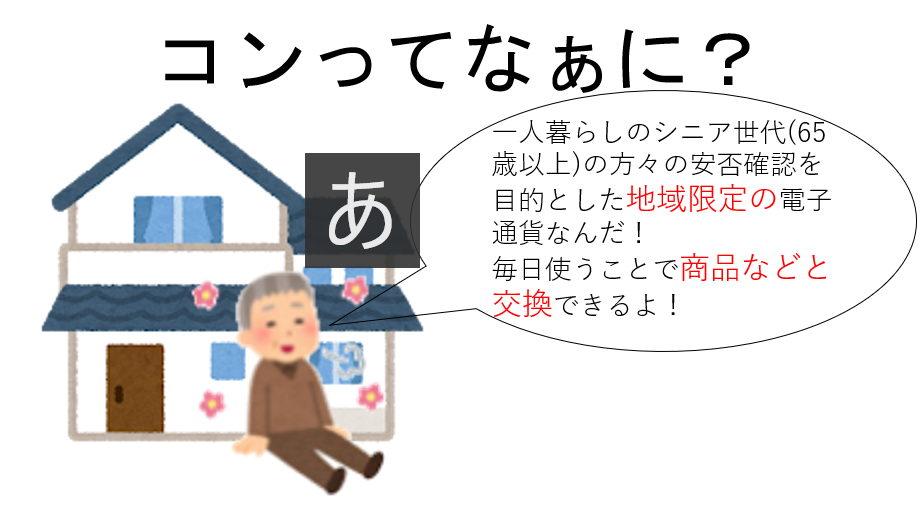 コンってなぁに？
あ
一人暮らしのシニア世代(65
歳以上)の方々の安否確認を
目的とした地域限定の電子
通貨なんだ！
毎日使うことで商品などと
交換できるよ！